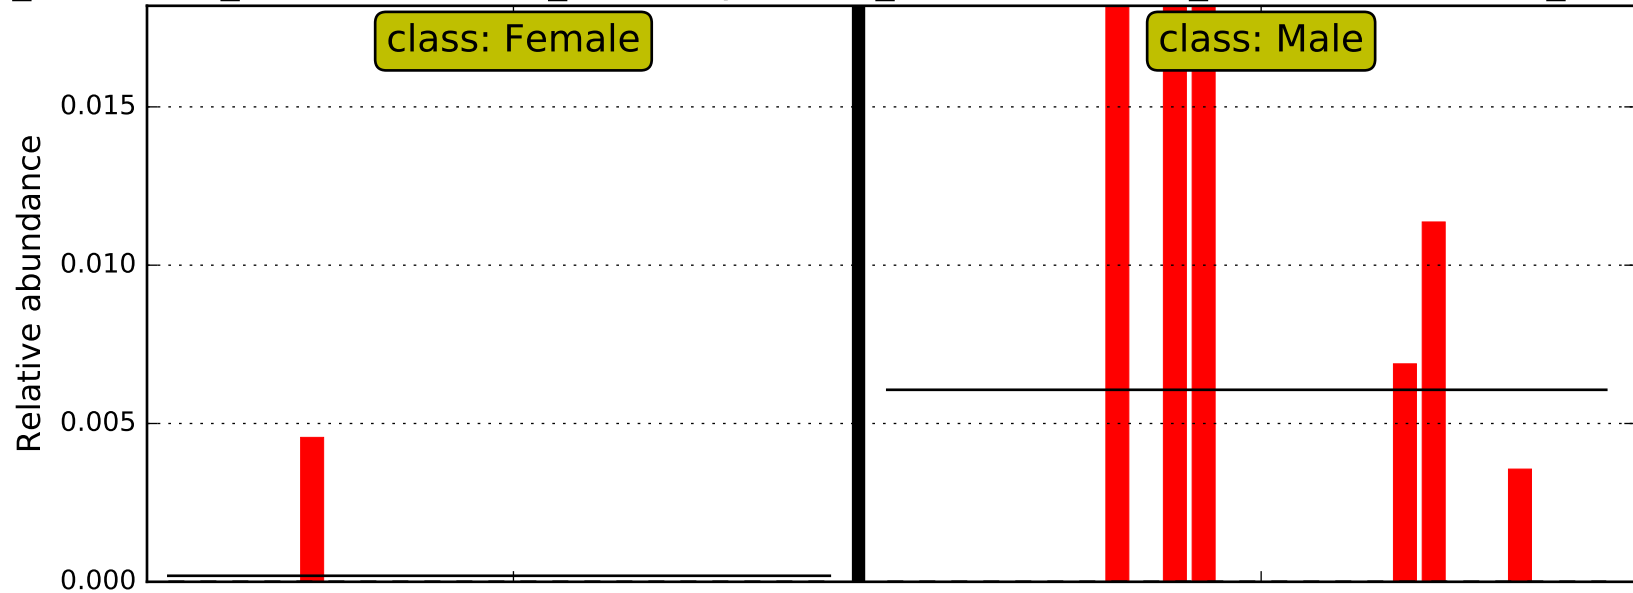 class: Female
class: Male
0.015
0.010
0.005
0.000
Relative abundance